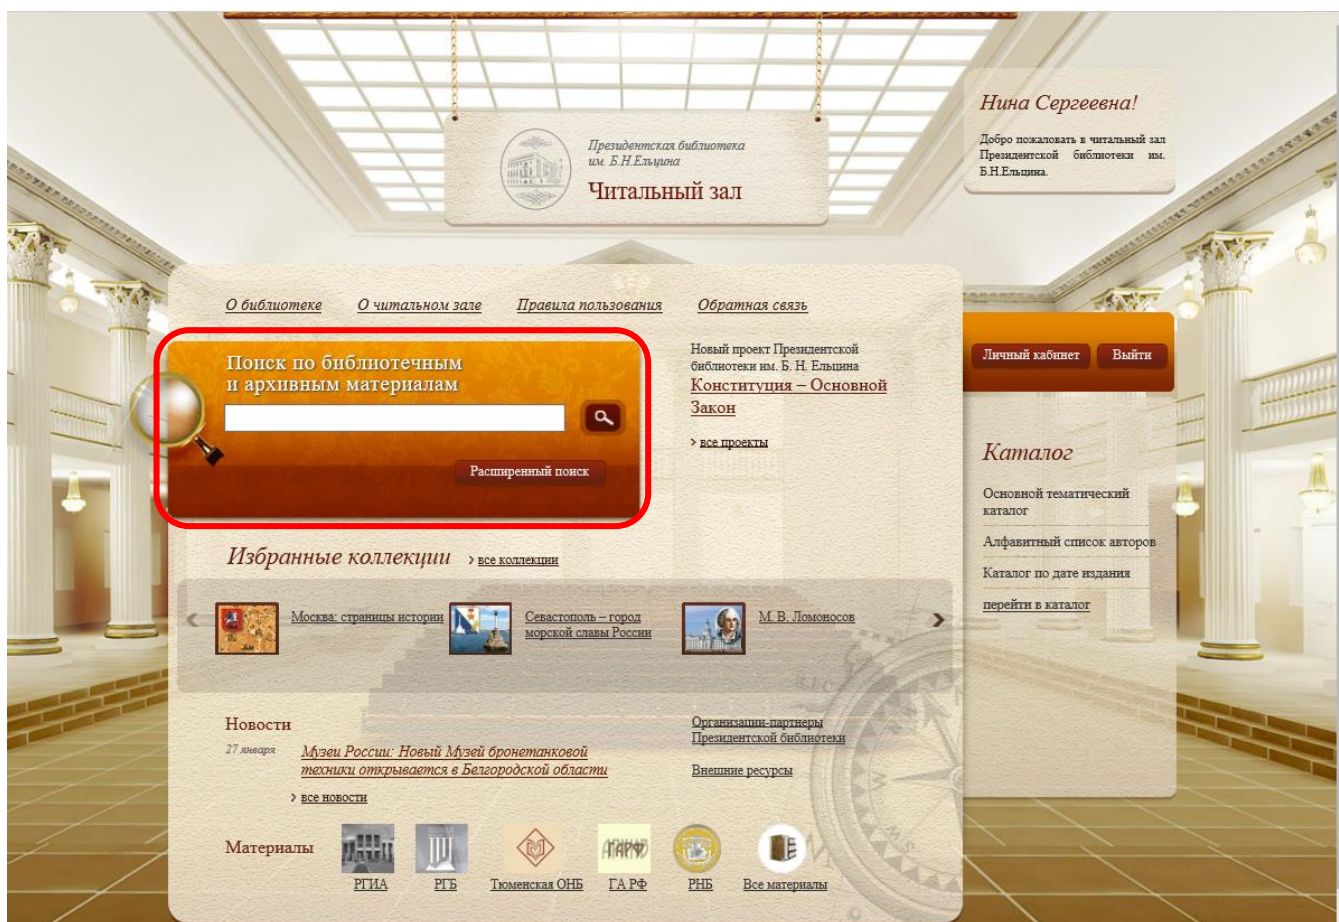 Президентская библиотека
им. Б.Н.Ельцина
Читальный зал
Нина Сергеевна!
Добро пожаловать в читальный зал
Президентской библиотеки им.
Б.Н.Ельцина.
О библиотеке
О читальном зале
Правила пользования
Обратная связь
Поиск по библиотечным
и архивным материалам
Расширенный поиск
Новый проект Президентской
библиотеки им. Б. Н. Ельцина
Конституция – Основной
Закон
все проекты
Личный кабинет
Выйти
Каталог
Основной тематический
каталог
Алфавитный список авторов
Каталог по дате издания
перейти в каталог
Избранные коллекции
все коллекции
Москва: страницы истории
Севастополь – город
морской славы России
М. В. Ломоносов
Новости
27 января
Музеи России: Новый Музей бронетанковой
техники открывается в Белгородской области
все новости
Организации-партнеры
Президентской библиотеки
Внешние ресурсы
Материалы
ГАРФ
РГИА
РГБ
Тюменская ОНБ
ГА РФ
РНБ
Все материалы